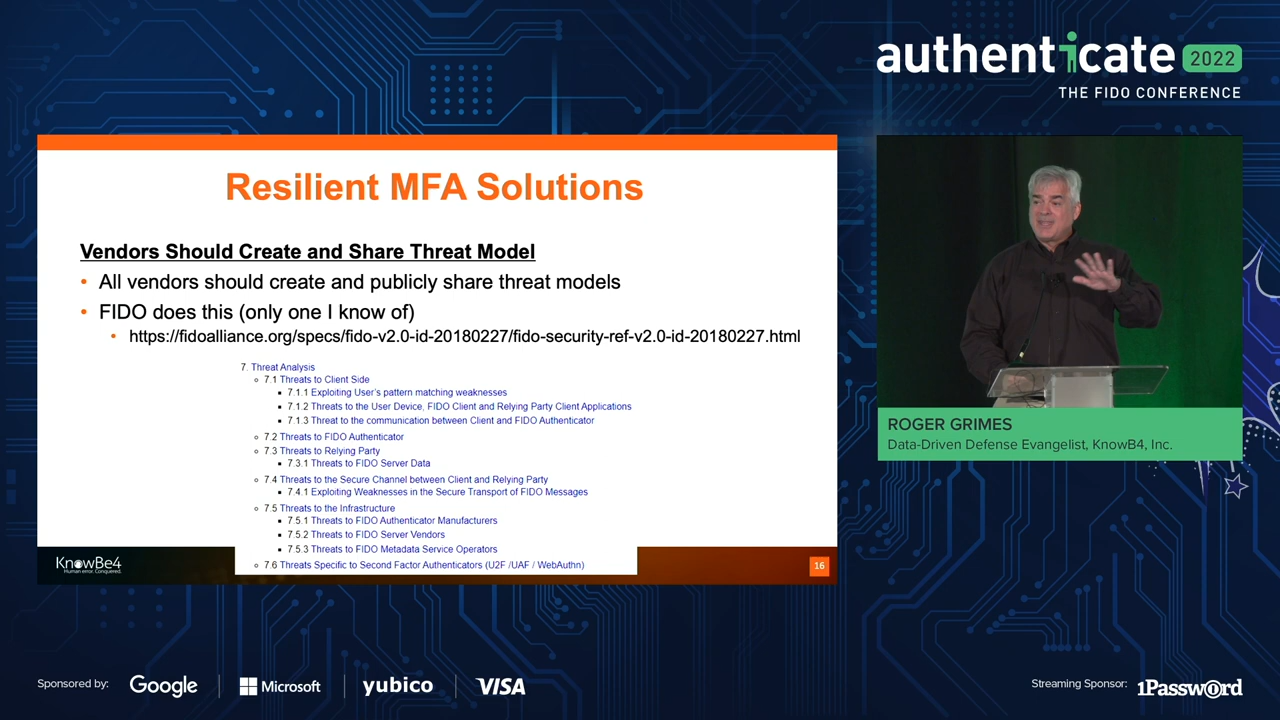 authenticate 2022
THE FIDO CONFERENCE
Resilient MFA Solutions
Vendors Should Create and Share Threat Model
• All vendors should create and publicly share threat models
• FIDO does this (only one I know of)
• https://fidoalliance.org/specs/fido-v2.0-id-20180227/fido-security-ref-v2.0-id-20180227.html
7. Threat Analysis
7.1 Threats to Client Side
7.1.1 Exploiting User's pattern matching weaknesses
7.1.2 Threats to the User Device, FIDO Client and Relying Party Client Applications
7.1.3 Threat to the communication between Client and FIDO Authenticator
7.2 Threats to FIDO Authenticator
7.3 Threats to Relying Party
7.3.1 Threats to FIDO Server Data
7.4 Threats to the Secure Channel between Client and Relying Party
7.4.1 Exploiting Weaknesses in the Secure Transport of FIDO Messages
7.5 Threats to the Infrastructure
7.5.1 Threats to FIDO Authenticator Manufacturers
7.5.2 Threats to FIDO Server Vendors
7.5.3 Threats to FIDO Metadata Service Operators
7.6 Threats Specific to Second Factor Authenticators (U2F /UAF / WebAuthn)
KnowBe4
Human error. Conquered.
16
ROGER GRIMES
Data-Driven Defense Evangelist, KnowB4, Inc.
Sponsored by: Google Microsoft yubico VISA
Streaming Sponsor: 1Password